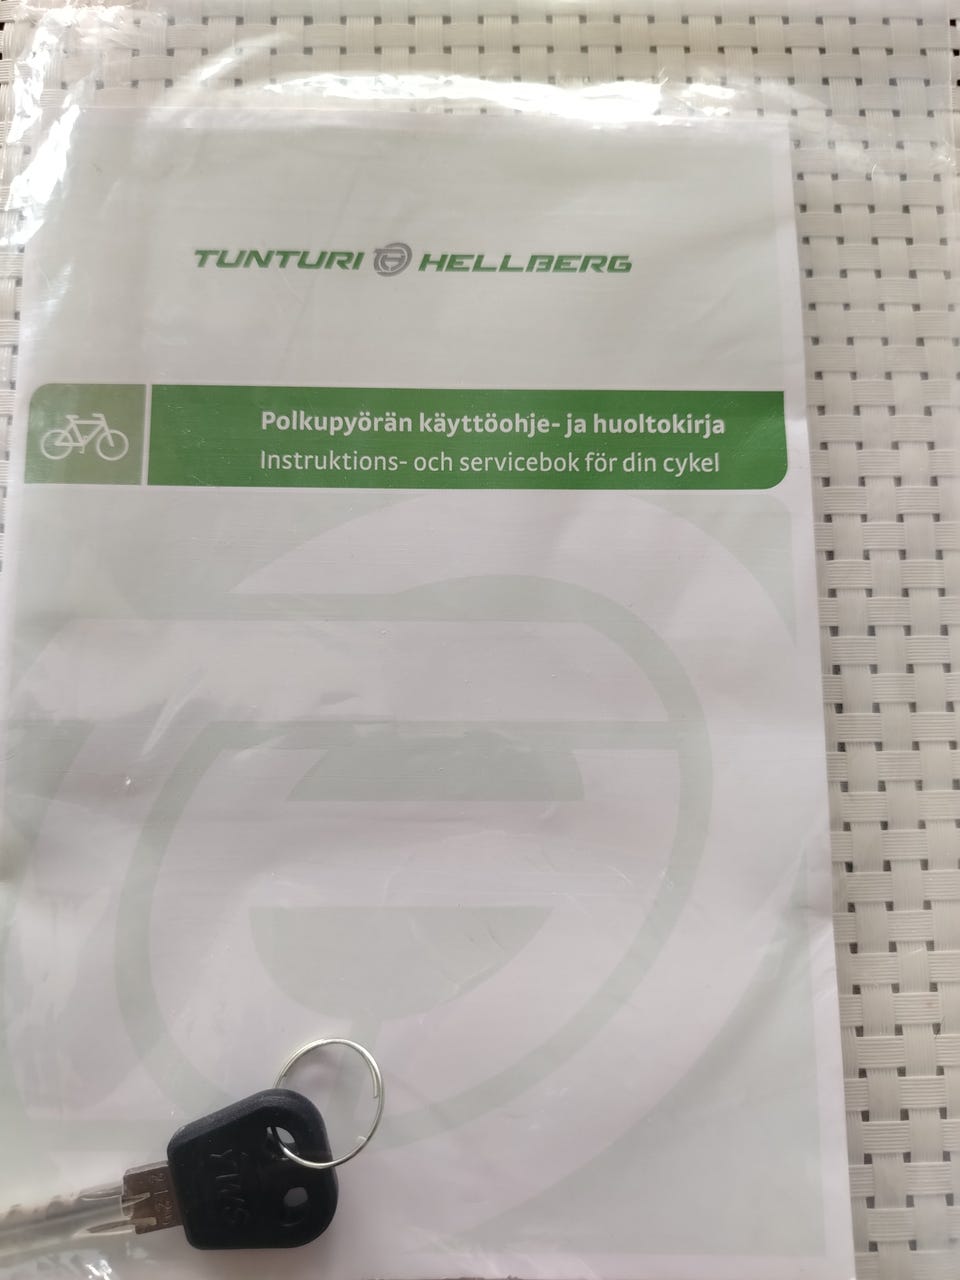 TUNTURI HELLBERG
Polkupyörän käyttöohje- ja huoltokirja
Instruktions- och servicebok för din cykel